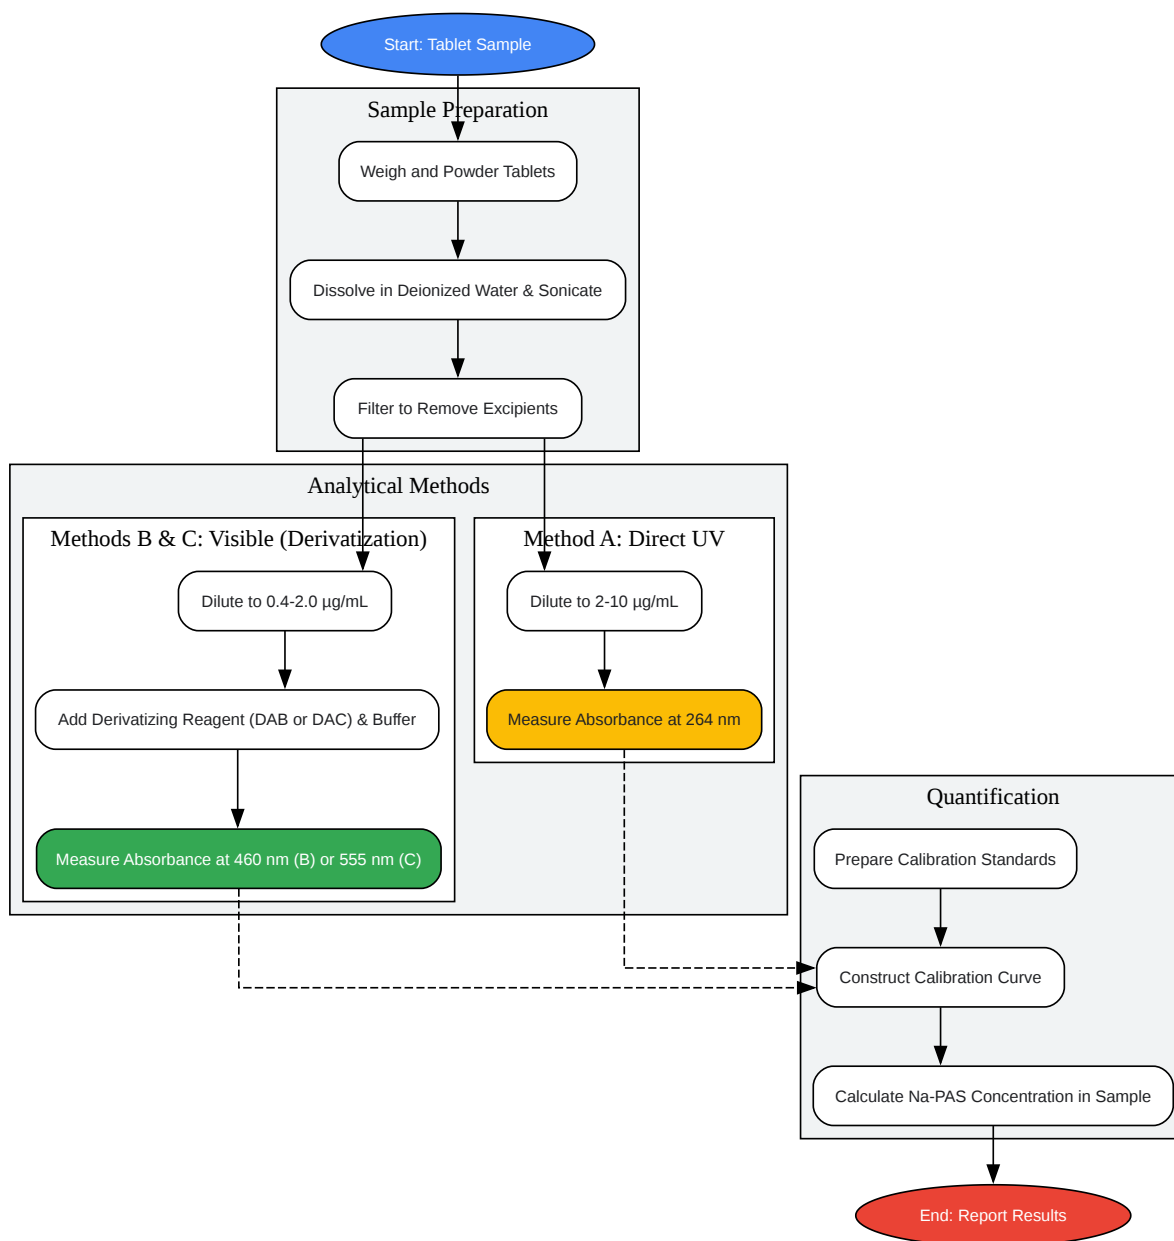 Start: Tablet Sample
Sample Preparation
Weigh and Powder Tablets
Dissolve in Deionized Water & Sonicate
Filter to Remove Excipients
Analytical Methods
Methods B & C: Visible (Derivatization)
Dilute to 0.4-2.0 µg/mL
Add Derivatizing Reagent (DAB or DAC) & Buffer
Measure Absorbance at 460 nm (B) or 555 nm (C)
Method A: Direct UV
Dilute to 2-10 µg/mL
Measure Absorbance at 264 nm
Quantification
Prepare Calibration Standards
Construct Calibration Curve
Calculate Na-PAS Concentration in Sample
End: Report Results